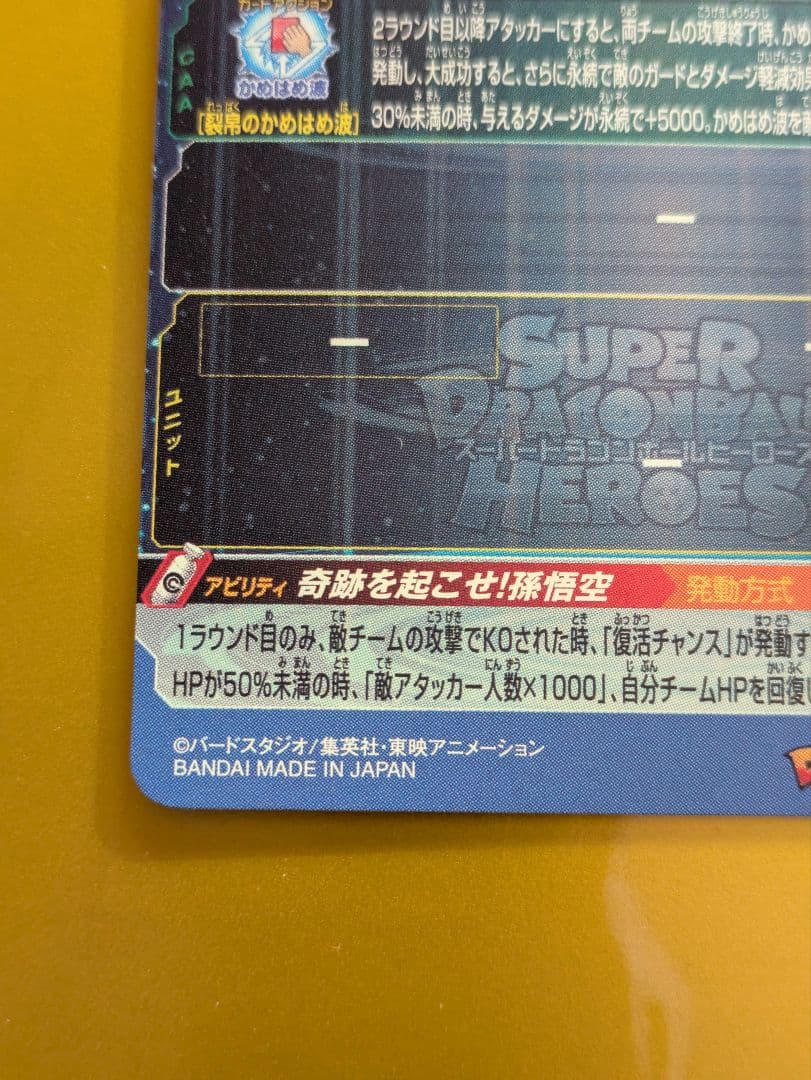 カードアクション
CAA
かめはめ波
[裂帛のかめはめ波]
2ラウンド目以降アタッカーにすると、両チームの攻撃終了時、かめ
発動し、大成功すると、さらに永続で敵のガードとダメージ軽減効
30%未満の時、与えるダメージが永続で+5000。かめはめ波を
ー
ー
ユニット
SUPER
DRAGONBA
スーパードラゴンボールヒーローズ
ー
HEROES
アビリティ 奇跡を起こせ!孫悟空 発動方式
1ラウンド目のみ、敵チームの攻撃でKOされた時、「復活チャンス」が発動す
HPが50%未満の時、「敵アタッカー人数×1000」、自分チームHPを回復
©バードスタジオ/集英社・東映アニメーション
BANDAI MADE IN JAPAN